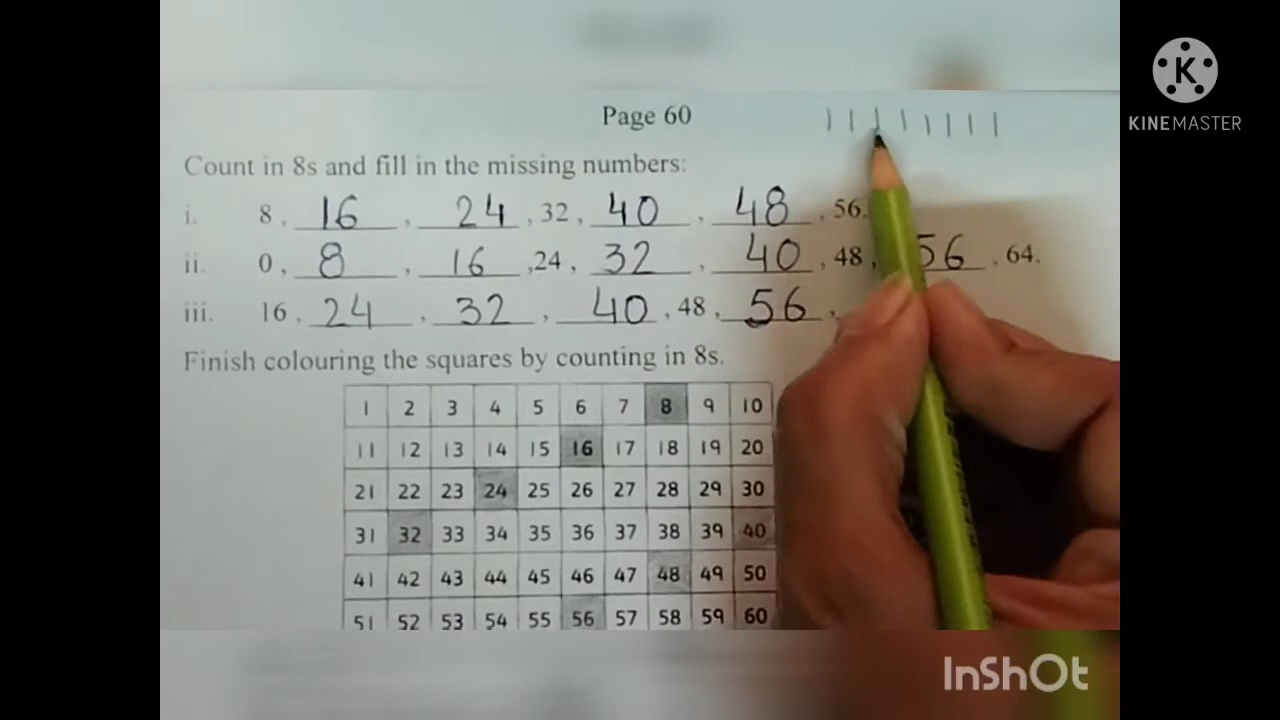 K
KINEMASTER
Page 60
Count in 8s and fill in the missing numbers:
i. 8 , 16 , 24 , 32 , 40 , 48 , 56.
ii. 0 , 8 , 16 ,24 , 32 , 40 , 48 , 56 , 64.
iii. 16 , 24 , 32 , 40 , 48 , 56 ,
Finish colouring the squares by counting in 8s.
1 2 3 4 5 6 7 8 9 10
11 12 13 14 15 16 17 18 19 20
21 22 23 24 25 26 27 28 29 30
31 32 33 34 35 36 37 38 39 40
41 42 43 44 45 46 47 48 49 50
51 52 53 54 55 56 57 58 59 60
InShOt